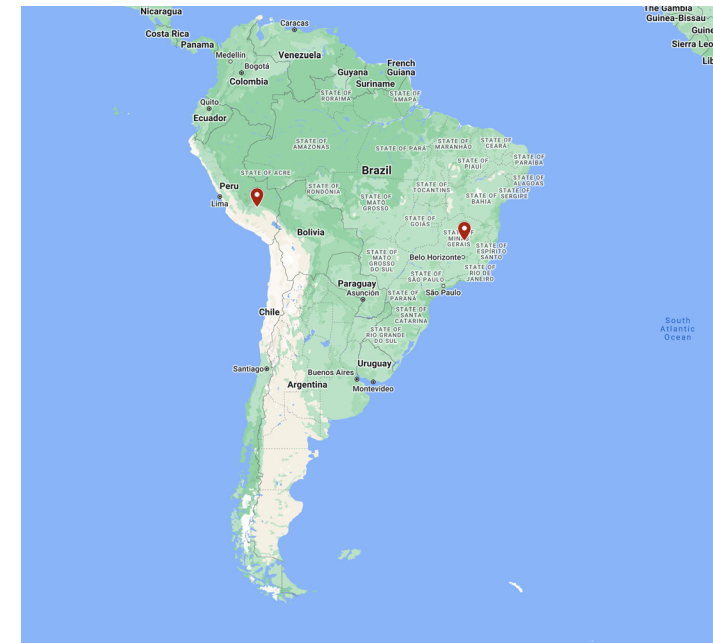 Nicaragua
Caracas
The Gambia
Guinea-Bissau
Costa Rica
Panama
Medellín
Venezuela
Bogotá
Colombia
Guyana
French
Guiana
Suriname
Sierra Leo
STATE OF
RORAIMA
STATE OF
AMAPÁ
Quito
Ecuador
STATE OF
AMAZONAS
STATE OF PARÁ
STATE OF
MARANHÃO
STATE OF
CEARÁ
STATE OF
PIAUÍ
STATE OF
PARAÍBA
STATE OF
ALAGOAS
STATE OF
SERGIPE
STATE OF ACRE
Brazil
Peru
Lima
STATE OF
RONDÔNIA
STATE OF
MATO
GROSSO
STATE OF
TOCANTINS
STATE OF
BAHIA
STATE OF
GOIÁS
Bolivia
STATE OF
MINAS
GERAIS
STATE OF
ESPÍRITO
SANTO
STATE OF
MATO
GROSSO
DO SUL
Belo Horizonte
STATE OF
RIO DE
JANEIRO
STATE OF
SÃO PAULO
São Paulo
Paraguay
Asunción
STATE OF
PARANÁ
STATE OF
SANTA
CATARINA
Chile
STATE OF
RIO GRANDE
DO SUL
South
Atlantic
Ocean
Santiago
Uruguay
Buenos Aires
Argentina
Montevideo